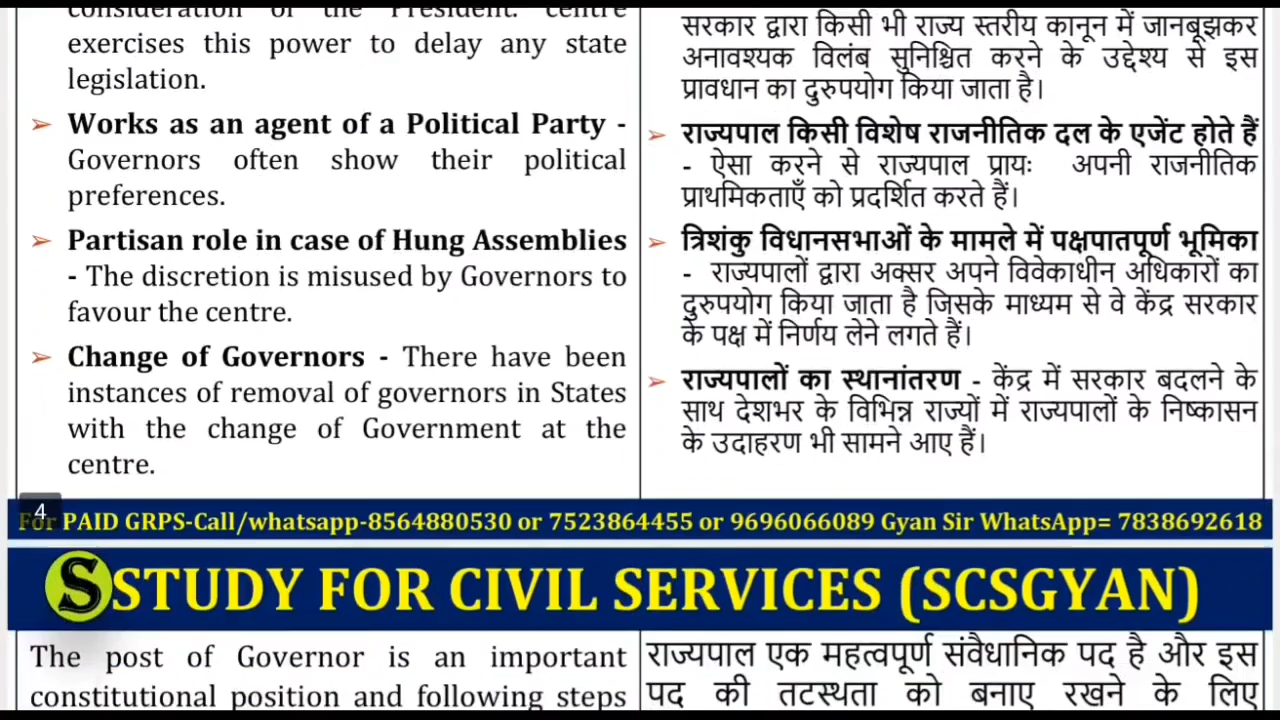 consideration of the President. centre
exercises this power to delay any state
legislation.
➢ Works as an agent of a Political Party -
Governors often show their political
preferences.
➢ Partisan role in case of Hung Assemblies
- The discretion is misused by Governors to
favour the centre.
➢ Change of Governors - There have been
instances of removal of governors in States
with the change of Government at the
centre.
सरकार द्वारा किसी भी राज्य स्तरीय कानून में जानबूझकर
अनावश्यक विलंब सुनिश्चित करने के उद्देश्य से इस
प्रावधान का दुरुपयोग किया जाता है।
➢ राज्यपाल किसी विशेष राजनीतिक दल के एजेंट होते हैं
- ऐसा करने से राज्यपाल प्रायः अपनी राजनीतिक
प्राथमिकताएँ को प्रदर्शित करते हैं।
➢ त्रिशंकु विधानसभाओं के मामले में पक्षपातपूर्ण भूमिका
- राज्यपालों द्वारा अक्सर अपने विवेकाधीन अधिकारों का
दुरुपयोग किया जाता है जिसके माध्यम से वे केंद्र सरकार
के पक्ष में निर्णय लेने लगते हैं।
➢ राज्यपालों का स्थानांतरण - केंद्र में सरकार बदलने के
साथ देशभर के विभिन्न राज्यों में राज्यपालों के निष्कासन
के उदाहरण भी सामने आए हैं।
4
For PAID GRPS-Call/whatsapp-8564880530 or 7523864455 or 9696066089 Gyan Sir WhatsApp= 7838692618
S STUDY FOR CIVIL SERVICES (SCSGYAN)
The post of Governor is an important
constitutional position and following steps
राज्यपाल एक महत्वपूर्ण संवैधानिक पद है और इस
पद की तटस्थता को बनाए रखने के लिए